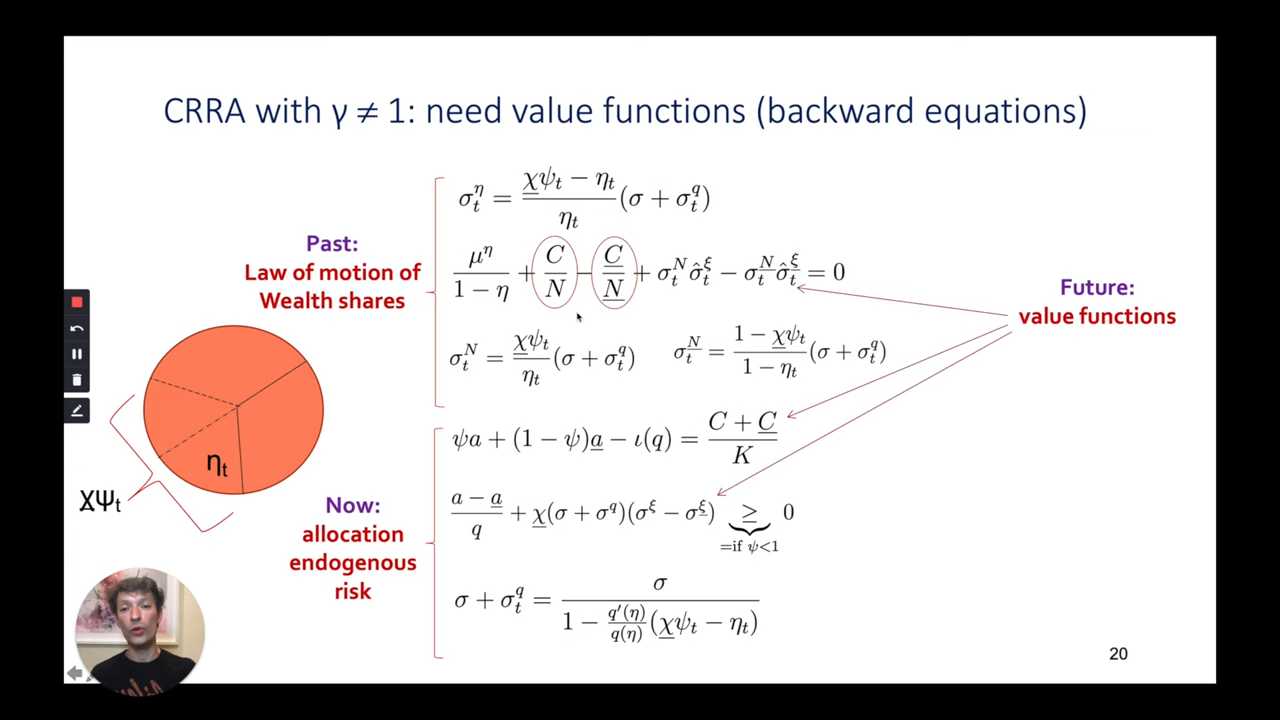 CRRA with γ ≠ 1: need value functions (backward equations)
Past:
Law of motion of
Wealth shares
σ_t^η = (χ̲ψ_t − η_t)/η_t (σ + σ_t^q)
μ^η/(1 − η) + C/N − C̲/N̲ + σ_t^N σ̂_t^ξ − σ_t^N̲ σ̂_t^ξ̲ = 0
σ_t^N = χ̲ψ_t/η_t (σ + σ_t^q)  σ_t^N̲ = (1 − χ̲ψ_t)/(1 − η_t) (σ + σ_t^q)
Future:
value functions
η_t
χψ_t
Now:
allocation
endogenous
risk
ψa + (1 − ψ)a̲ − ι(q) = (C + C̲)/K
(a − a̲)/q + χ̲(σ + σ^q)(σ^ξ − σ^ξ̲) ≥ 0
=if ψ<1
σ + σ_t^q = σ/(1 − q′(η)/q(η) (χ̲ψ_t − η_t))
20